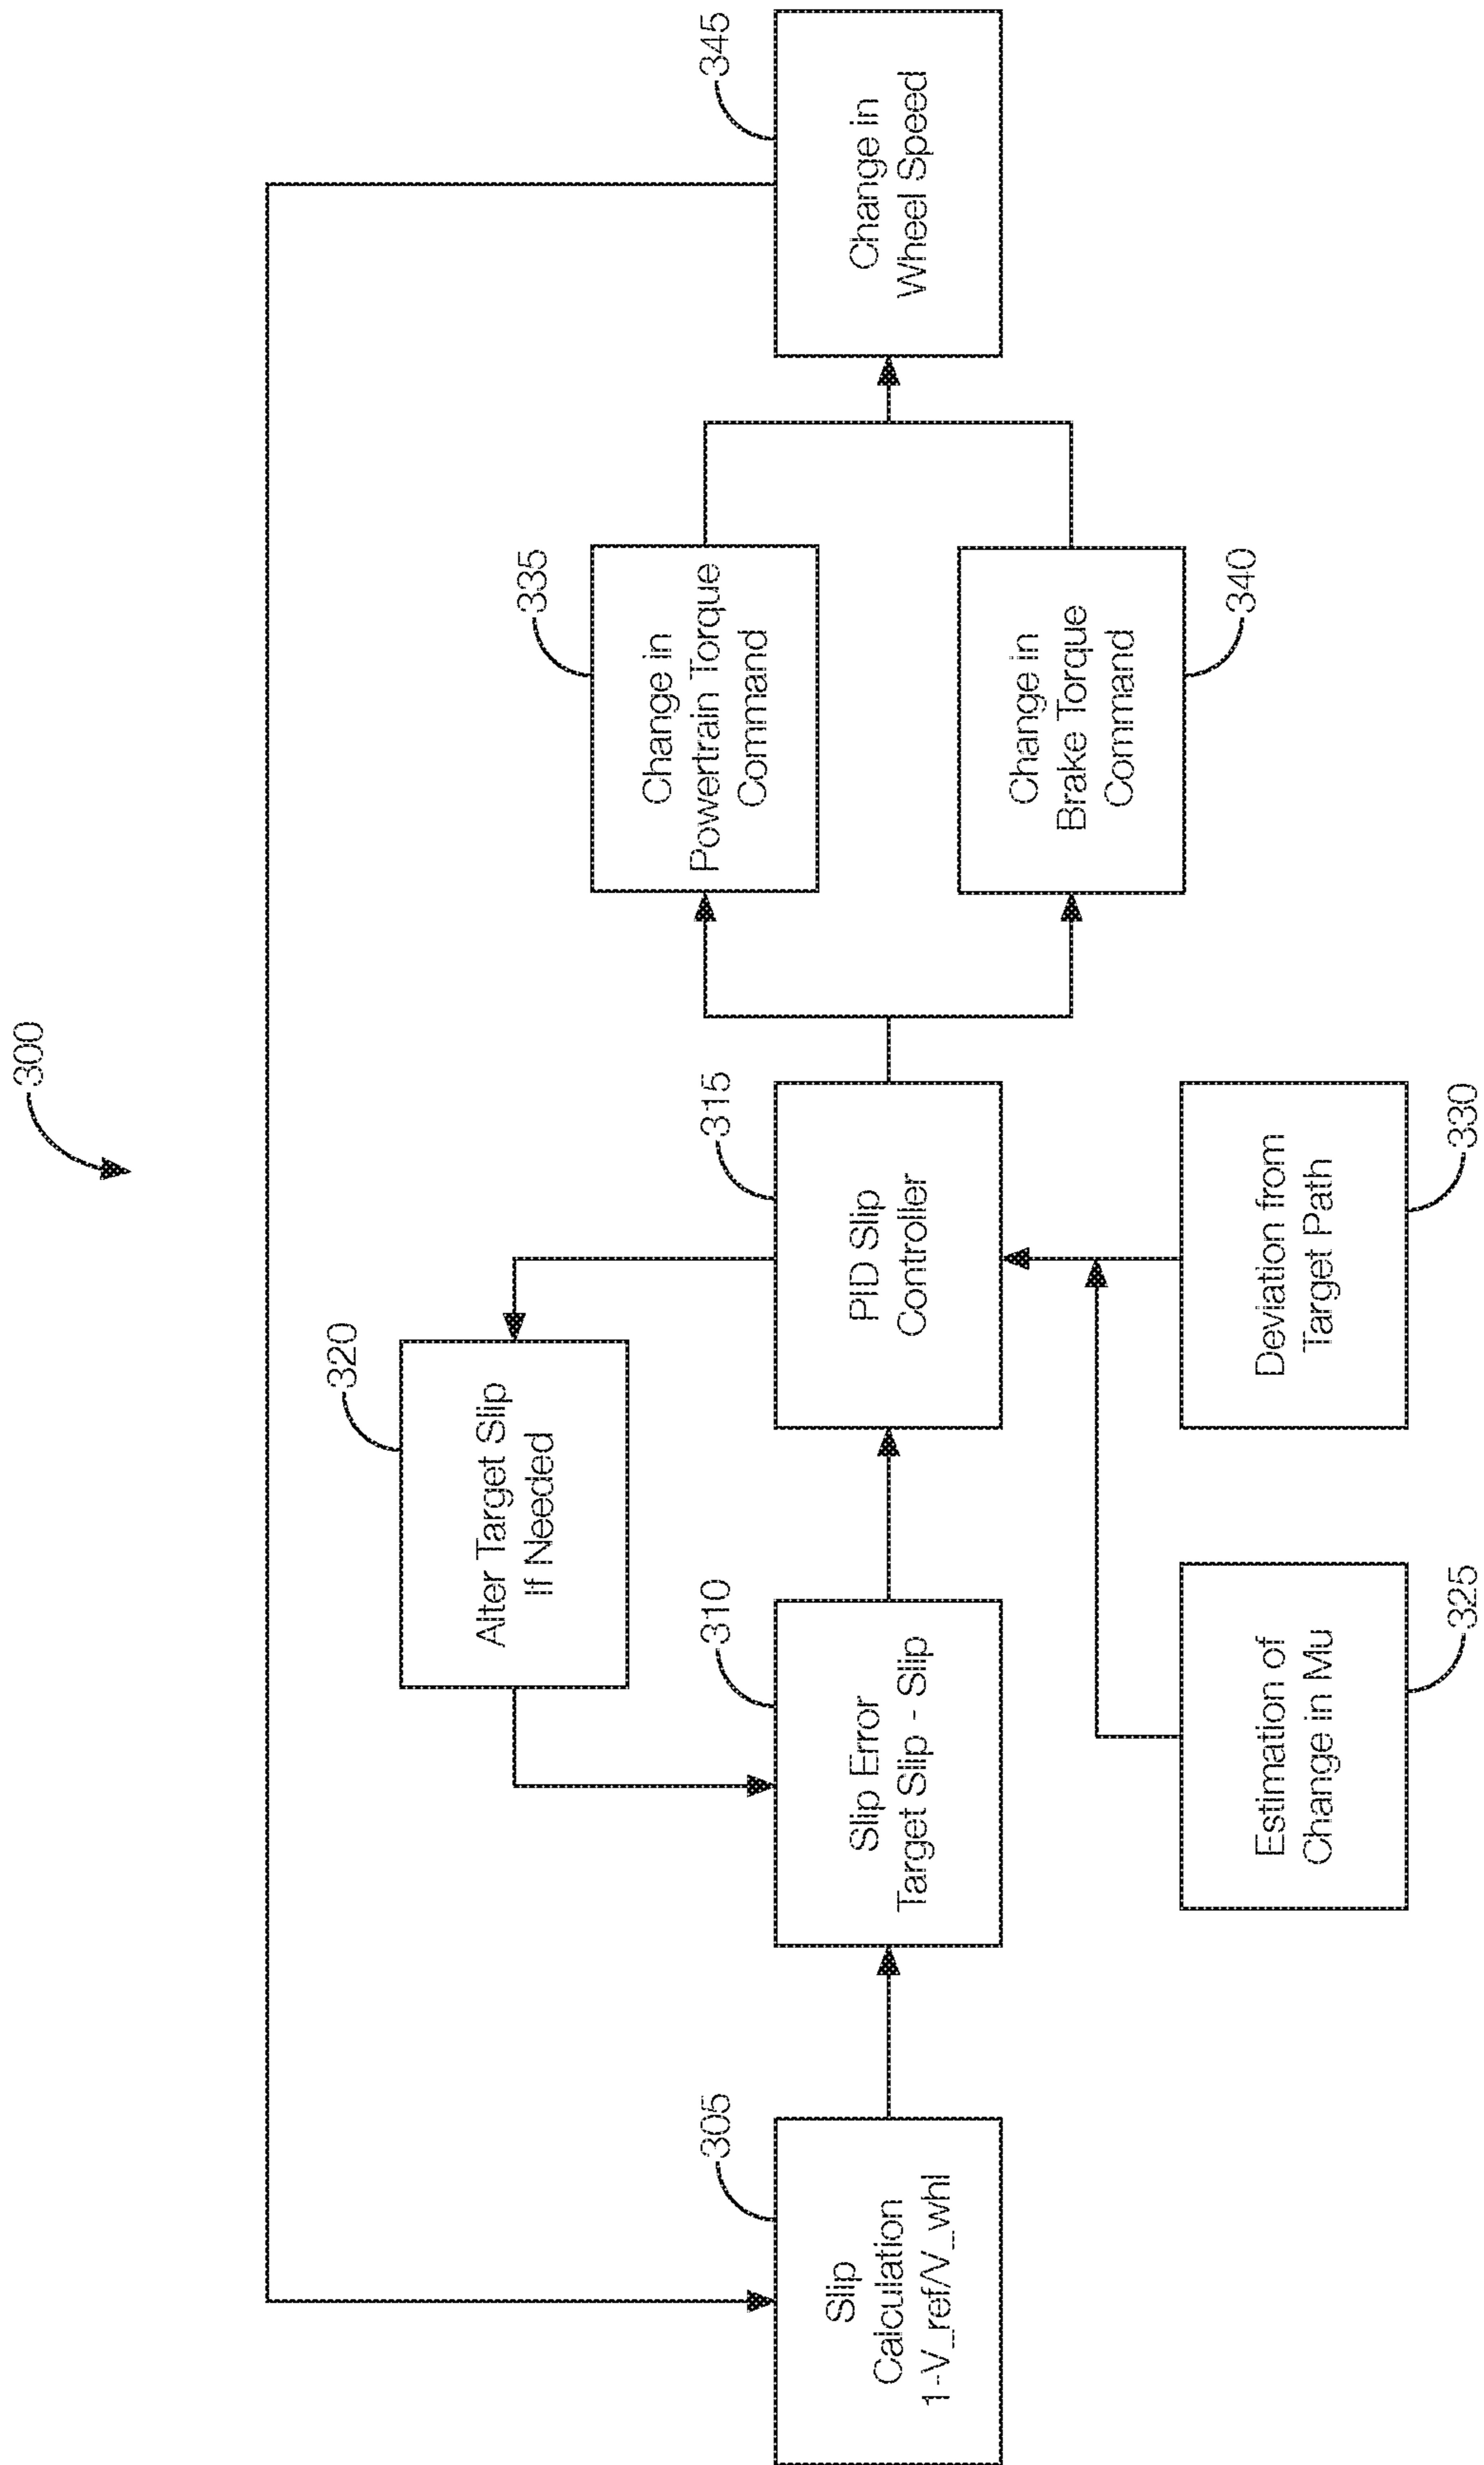 300
345
Change in
Wheel Speed
335
Change in
Powertrain Torque
Command
340
Change in
Brake Torque
Command
315
PID Slip
Controller
320
Alter Target Slip
If Needed
310
Slip Error
Target Slip - Slip
330
Deviation from
Target Path
325
Estimation of
Change in Mu
305
Slip
Calculation
1-V_ref/V_whl